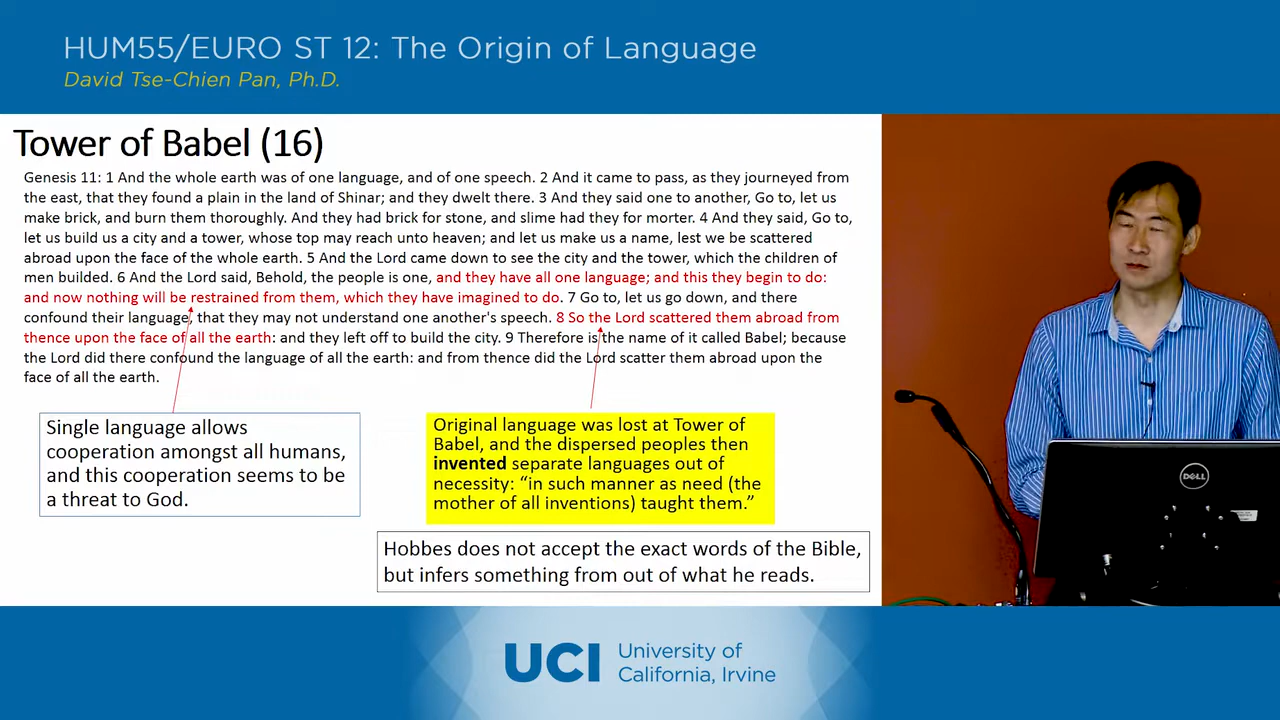 HUM55/EURO ST 12: The Origin of Language
David Tse-Chien Pan, Ph.D.
Tower of Babel (16)
Genesis 11: 1 And the whole earth was of one language, and of one speech. 2 And it came to pass, as they journeyed from
the east, that they found a plain in the land of Shinar; and they dwelt there. 3 And they said one to another, Go to, let us
make brick, and burn them thoroughly. And they had brick for stone, and slime had they for morter. 4 And they said, Go to,
let us build us a city and a tower, whose top may reach unto heaven; and let us make us a name, lest we be scattered
abroad upon the face of the whole earth. 5 And the Lord came down to see the city and the tower, which the children of
men builded. 6 And the Lord said, Behold, the people is one, and they have all one language; and this they begin to do:
and now nothing will be restrained from them, which they have imagined to do. 7 Go to, let us go down, and there
confound their language, that they may not understand one another's speech. 8 So the Lord scattered them abroad from
thence upon the face of all the earth: and they left off to build the city. 9 Therefore is the name of it called Babel; because
the Lord did there confound the language of all the earth: and from thence did the Lord scatter them abroad upon the
face of all the earth.
Single language allows
cooperation amongst all humans,
and this cooperation seems to be
a threat to God.
Original language was lost at Tower of
Babel, and the dispersed peoples then
invented separate languages out of
necessity: “in such manner as need (the
mother of all inventions) taught them.”
Hobbes does not accept the exact words of the Bible,
but infers something from out of what he reads.
DELL
UCI University of
California, Irvine